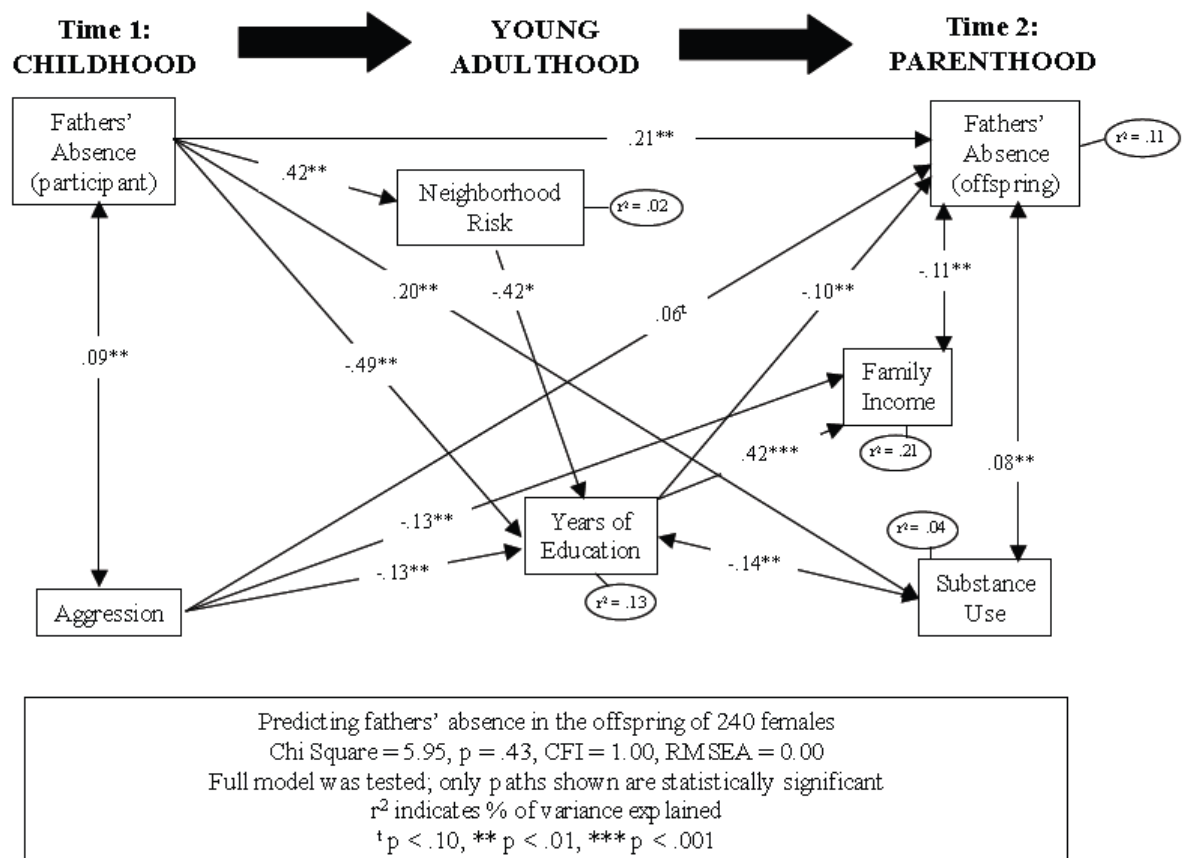 Time 1:
CHILDHOOD
YOUNG
ADULTHOOD
Time 2:
PARENTHOOD
Fathers’
Absence
(participant)
.21**
Fathers’
Absence
(offspring)
r² = .11
.42**
Neighborhood
Risk
r² = .02
.20**
-.42*
-.10**
-.11**
.06ᵗ
.09**
-.49**
Family
Income
r² = .21
.42***
.08**
-.13**
Years of
Education
r² = .04
-.13**
-.14**
r² = .13
Aggression
Substance
Use
Predicting fathers’ absence in the offspring of 240 females
Chi Square = 5.95, p = .43, CFI = 1.00, RMSEA = 0.00
Full model was tested; only paths shown are statistically significant
r² indicates % of variance explained
ᵗ p < .10, ** p < .01, *** p < .001